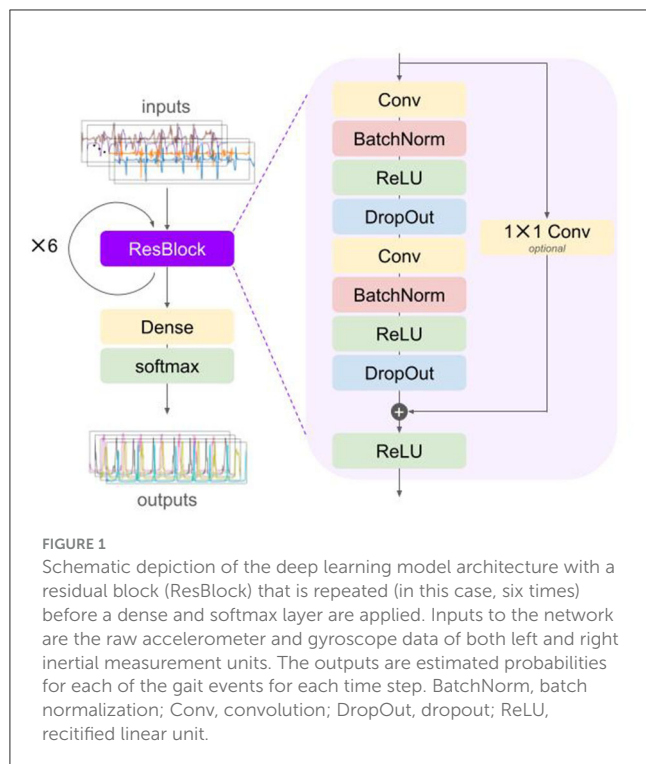 inputs
×6
ResBlock
Dense
softmax
outputs
Conv
BatchNorm
ReLU
DropOut
Conv
BatchNorm
ReLU
DropOut
1×1 Conv
optional
+
ReLU
FIGURE 1
Schematic depiction of the deep learning model architecture with a
residual block (ResBlock) that is repeated (in this case, six times)
before a dense and softmax layer are applied. Inputs to the network
are the raw accelerometer and gyroscope data of both left and right
inertial measurement units. The outputs are estimated probabilities
for each of the gait events for each time step. BatchNorm, batch
normalization; Conv, convolution; DropOut, dropout; ReLU,
recitified linear unit.